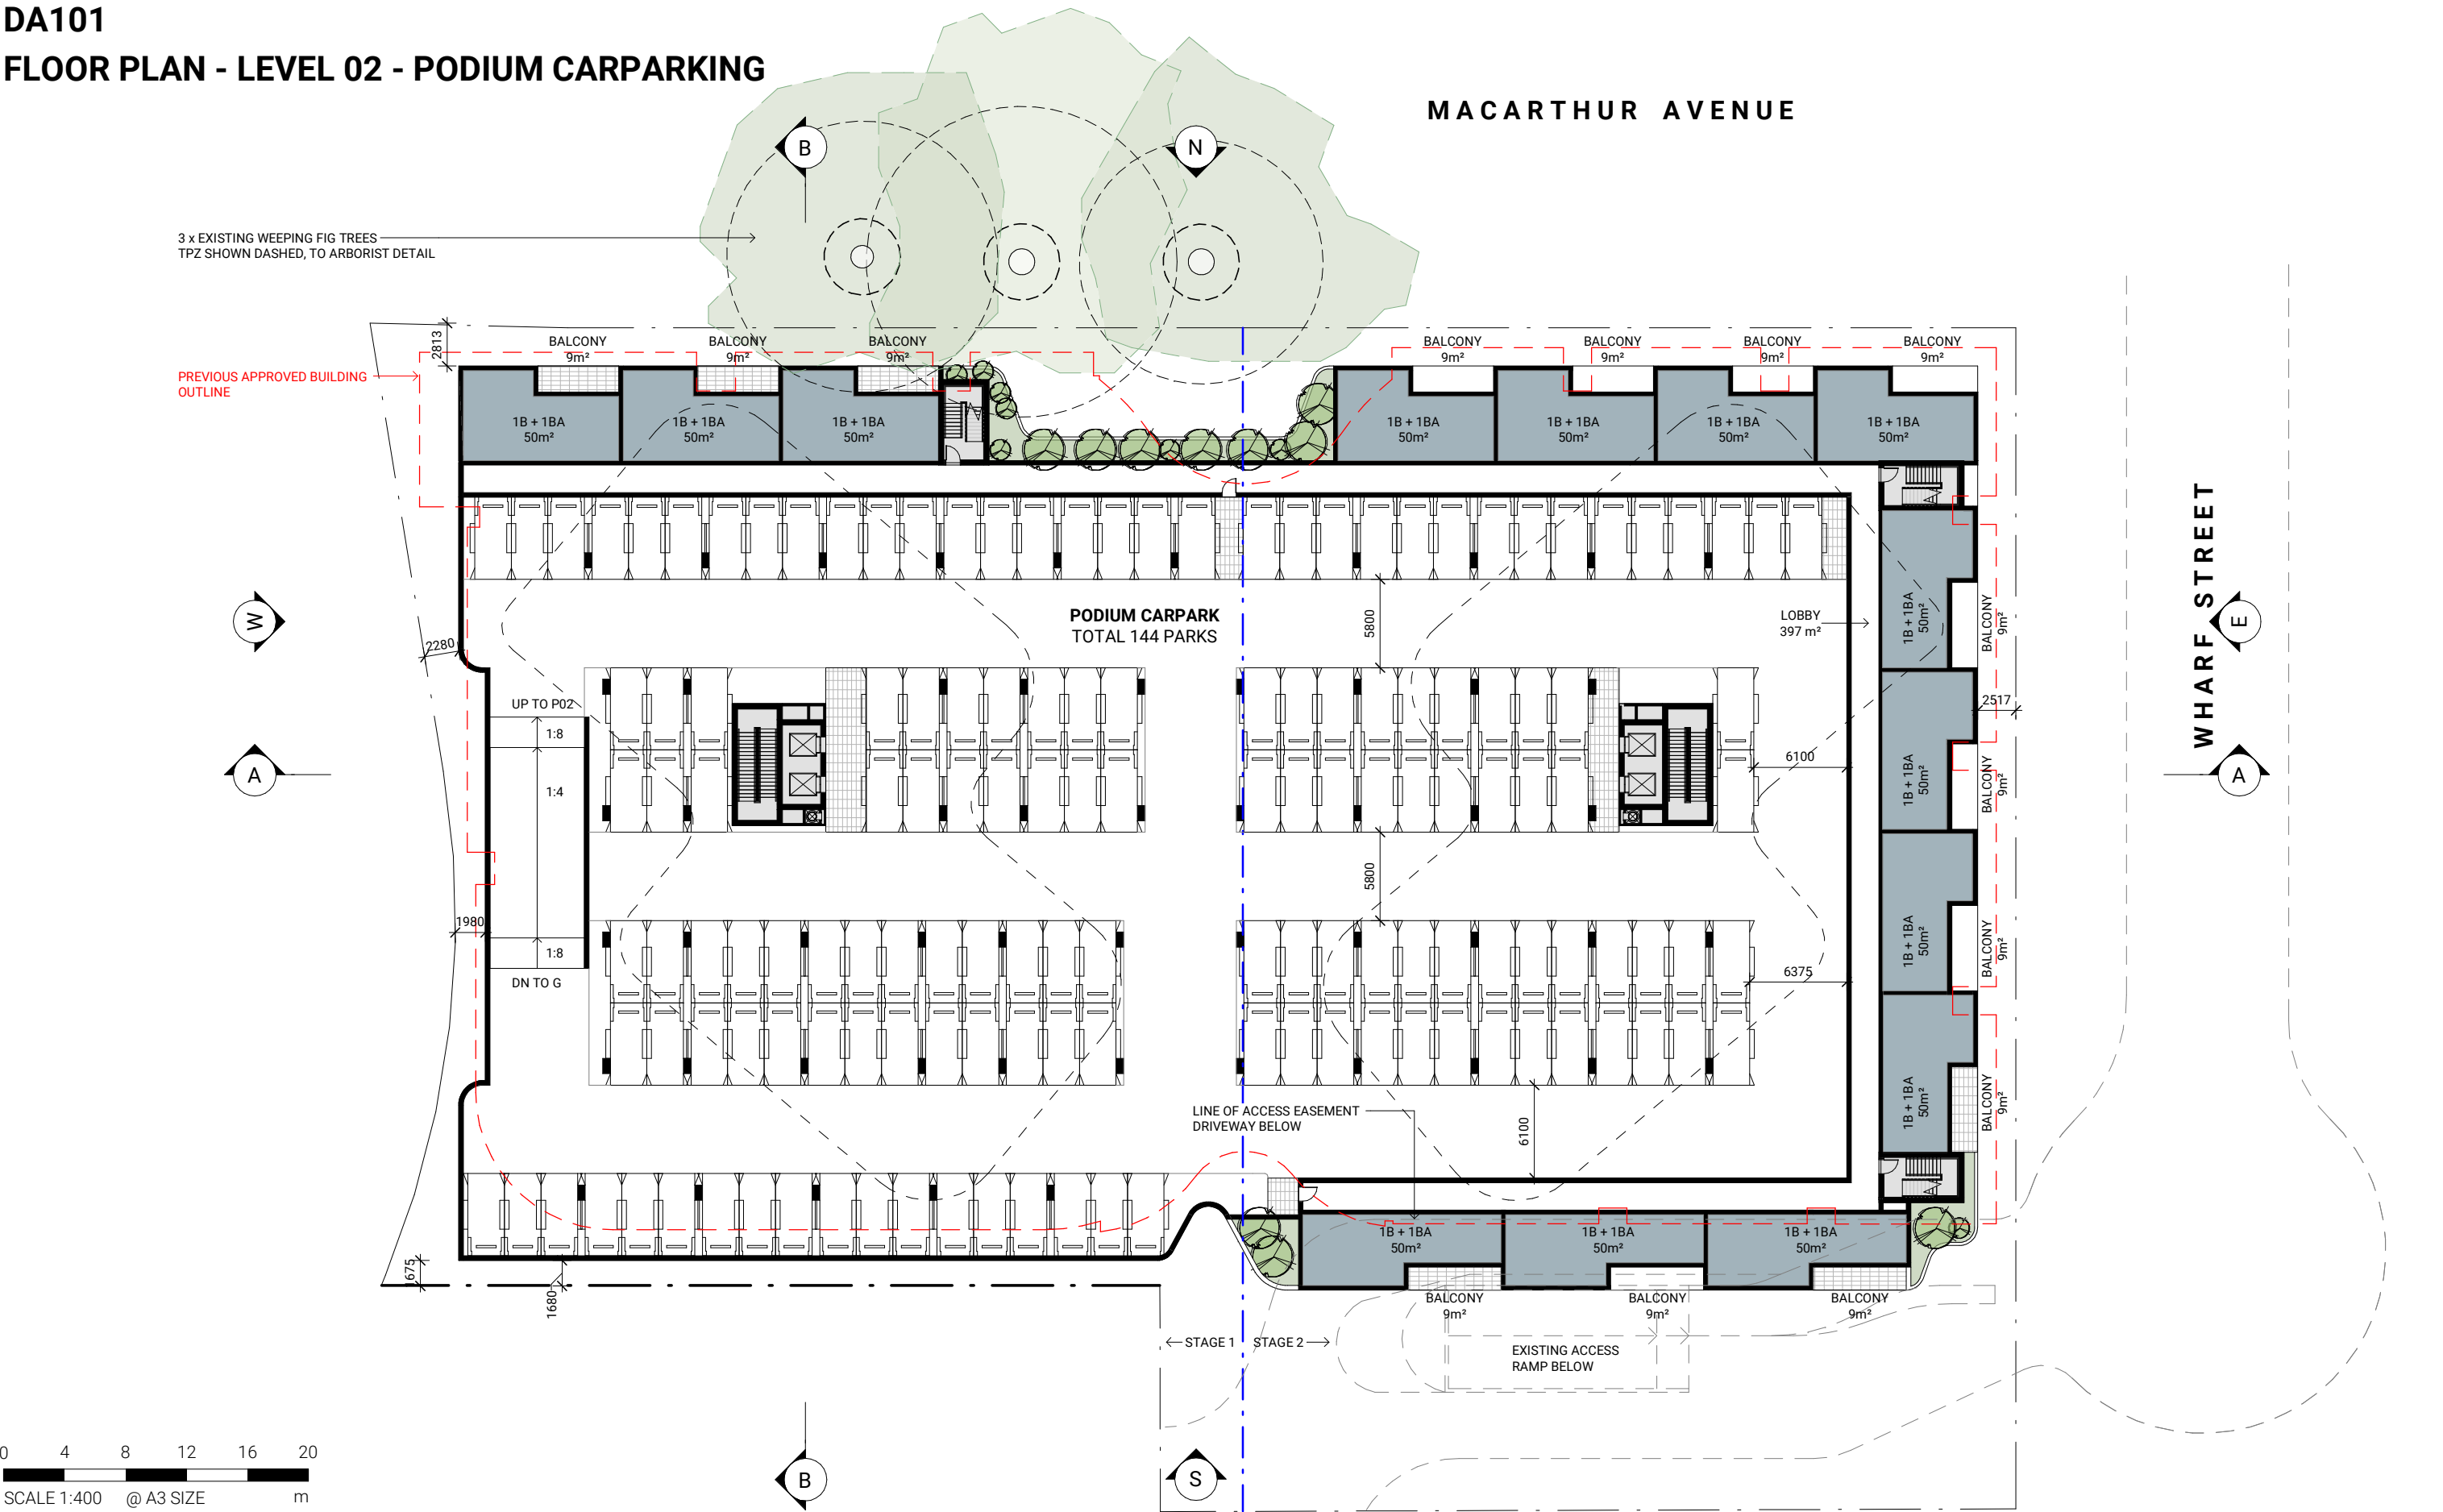 DA101
FLOOR PLAN - LEVEL 02 - PODIUM CARPARKING
MACARTHUR AVENUE
B
N
3 x EXISTING WEEPING FIG TREES
TPZ SHOWN DASHED, TO ARBORIST DETAIL
2813
BALCONY
9m²
BALCONY
9m²
BALCONY
9m²
BALCONY
9m²
BALCONY
9m²
BALCONY
9m²
BALCONY
9m²
PREVIOUS APPROVED BUILDING
OUTLINE
1B + 1BA
50m²
1B + 1BA
50m²
1B + 1BA
50m²
1B + 1BA
50m²
1B + 1BA
50m²
1B + 1BA
50m²
1B + 1BA
50m²
WHARF STREET
W
E
PODIUM CARPARK
TOTAL 144 PARKS
5800
LOBBY
397 m²
1B + 1BA
50m²
BALCONY
9m²
2280
UP TO P02
1:8
1:4
1:8
DN TO G
A
A
2517
6100
1B + 1BA
50m²
BALCONY
9m²
5800
1980
6375
1B + 1BA
50m²
BALCONY
9m²
1B + 1BA
50m²
BALCONY
9m²
LINE OF ACCESS EASEMENT
DRIVEWAY BELOW
6100
1675
1680
1B + 1BA
50m²
1B + 1BA
50m²
1B + 1BA
50m²
BALCONY
9m²
BALCONY
9m²
BALCONY
9m²
STAGE 1
STAGE 2
EXISTING ACCESS
RAMP BELOW
B
S
0 4 8 12 16 20
SCALE 1:400 @ A3 SIZE m